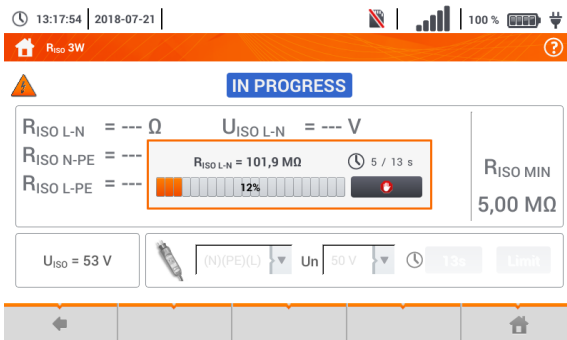 13:17:54 2018-07-21 100 %
RISO 3W ?
IN PROGRESS
RISO L-N = --- Ω UISO L-N = --- V
RISO N-PE = ---
RISO L-PE = ---
RISO L-N = 101,9 MΩ 5 / 13 s
12%
RISO MIN
5,00 MΩ
UISO = 53 V (N)(PE)(L) Un 50 V 13s Limit